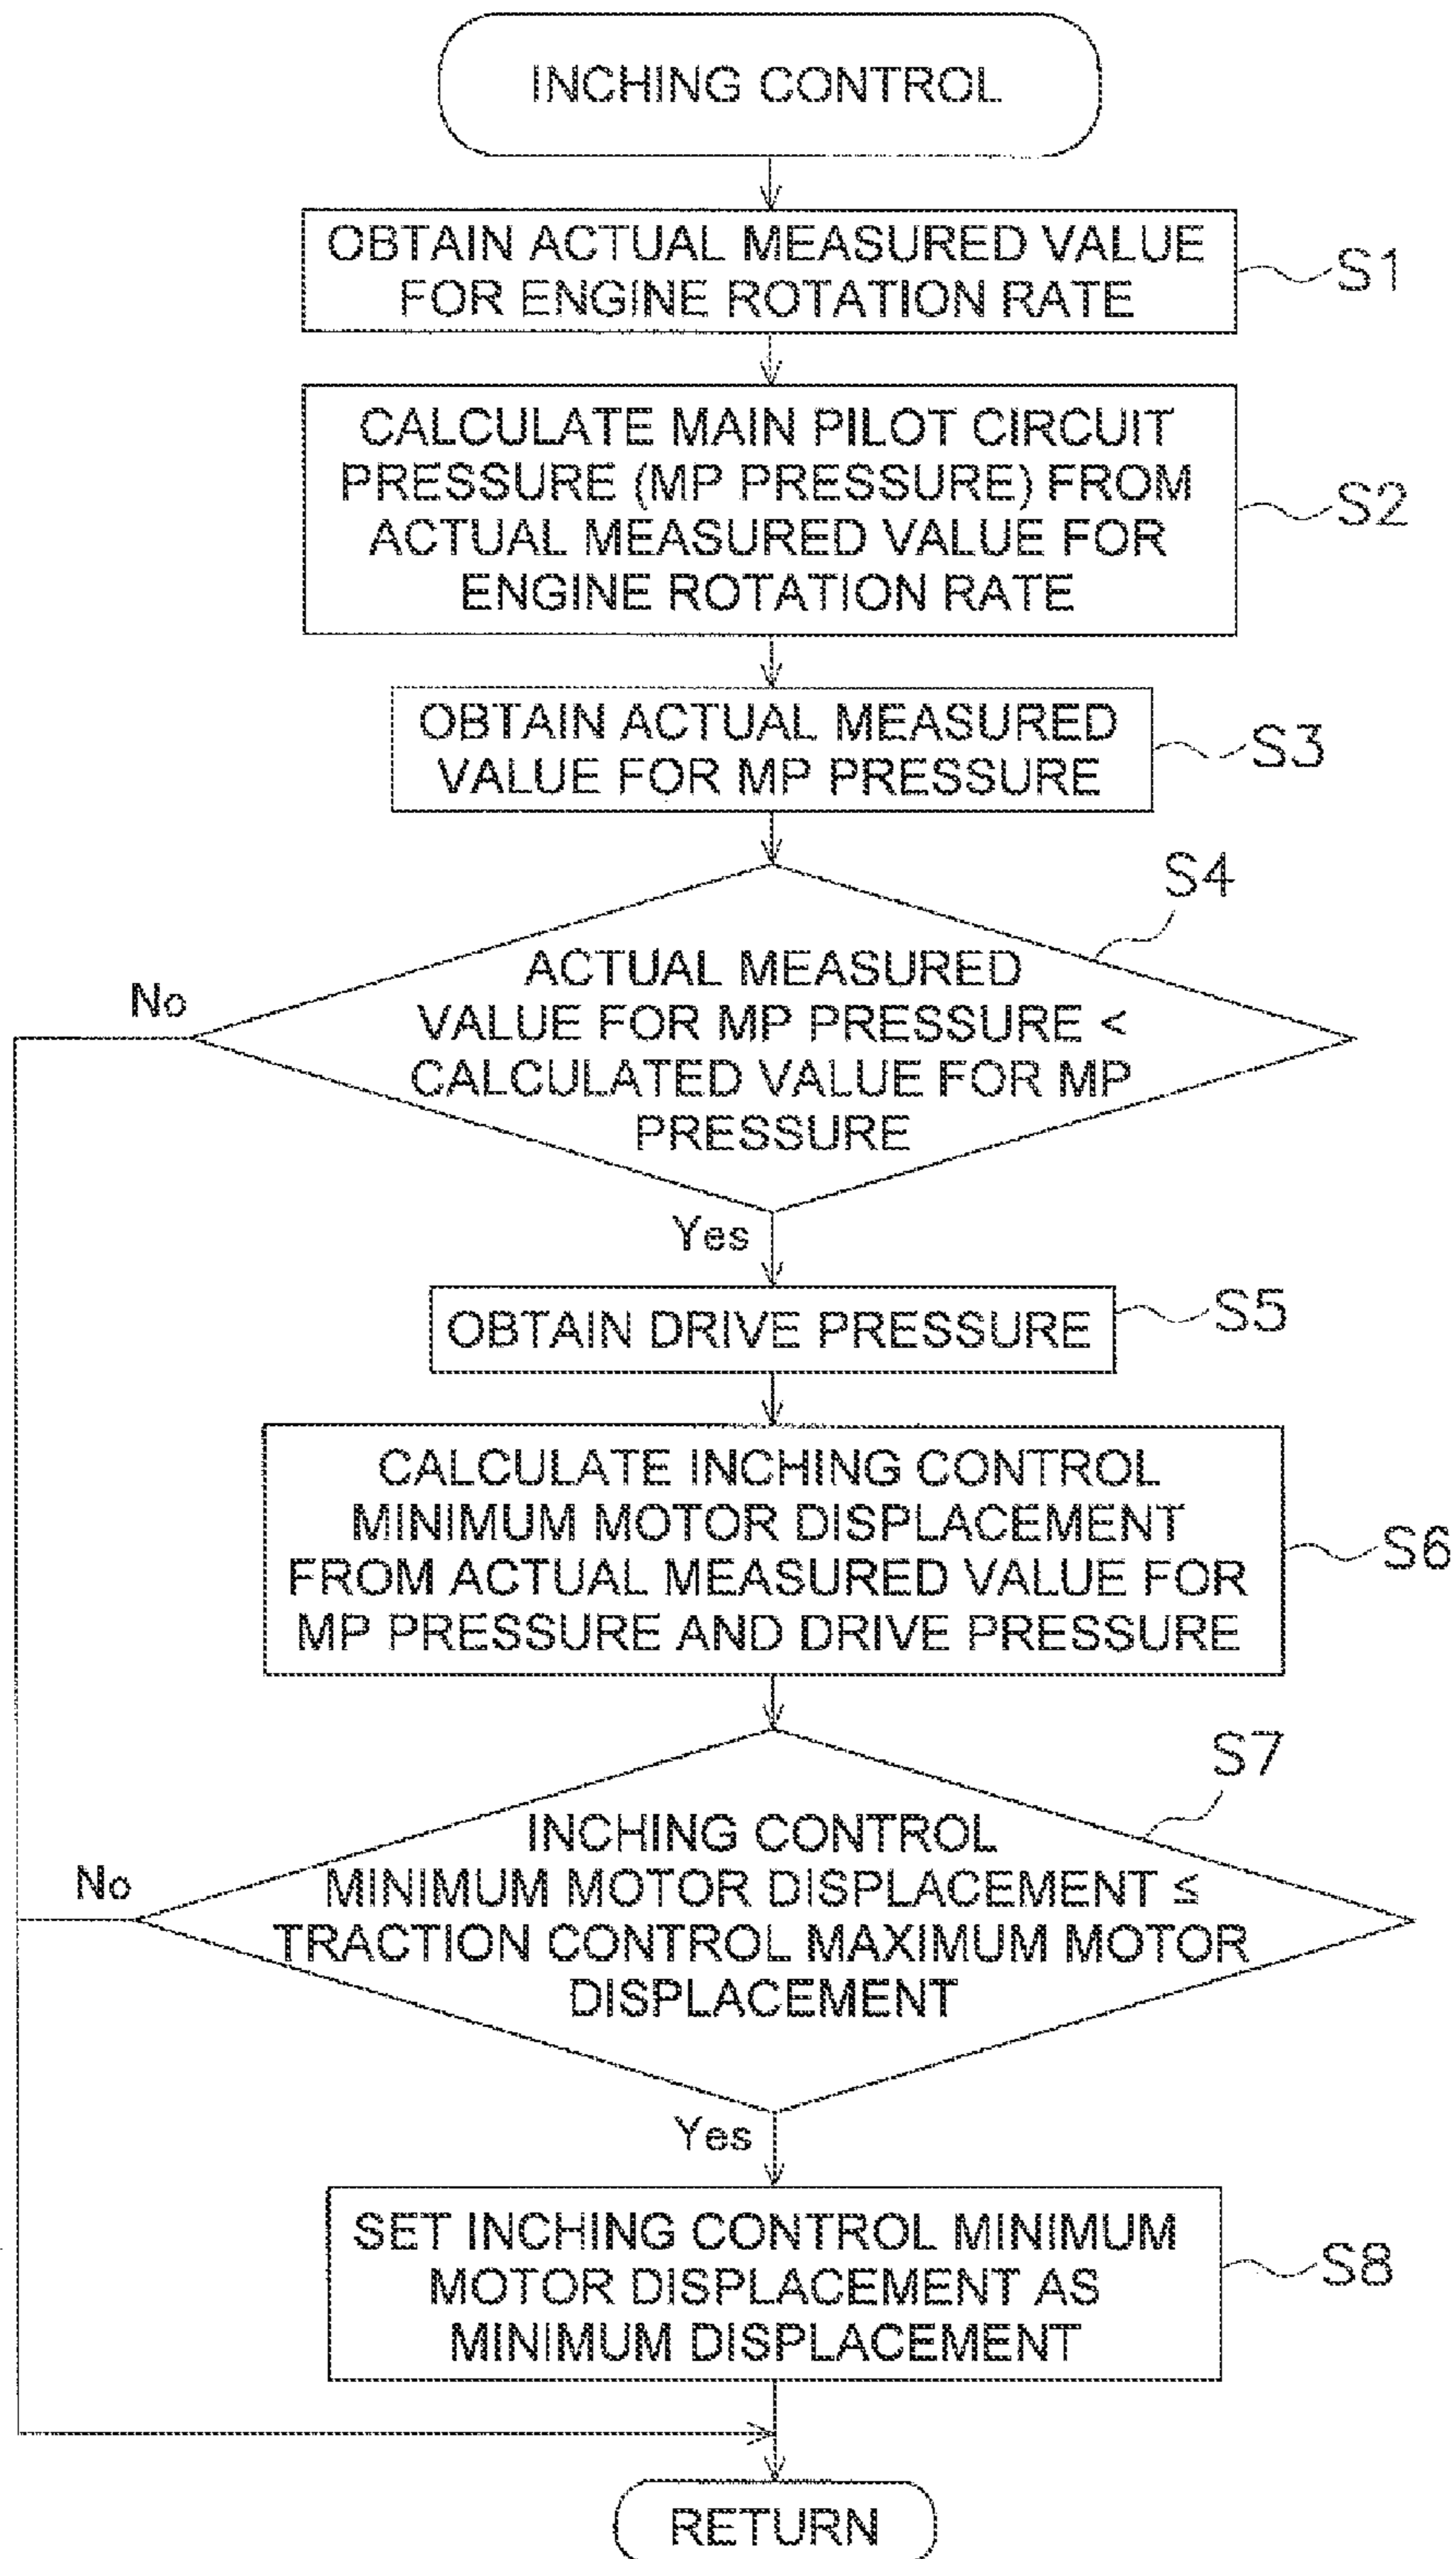 INCHING CONTROL
OBTAIN ACTUAL MEASURED VALUE
FOR ENGINE ROTATION RATE
S1
CALCULATE MAIN PILOT CIRCUIT
PRESSURE (MP PRESSURE) FROM
ACTUAL MEASURED VALUE FOR
ENGINE ROTATION RATE
S2
OBTAIN ACTUAL MEASURED
VALUE FOR MP PRESSURE
S3
S4
ACTUAL MEASURED
VALUE FOR MP PRESSURE <
CALCULATED VALUE FOR MP
PRESSURE
No
Yes
OBTAIN DRIVE PRESSURE
S5
CALCULATE INCHING CONTROL
MINIMUM MOTOR DISPLACEMENT
FROM ACTUAL MEASURED VALUE FOR
MP PRESSURE AND DRIVE PRESSURE
S6
S7
INCHING CONTROL
MINIMUM MOTOR DISPLACEMENT ≤
TRACTION CONTROL MAXIMUM MOTOR
DISPLACEMENT
No
Yes
SET INCHING CONTROL MINIMUM
MOTOR DISPLACEMENT AS
MINIMUM DISPLACEMENT
S8
RETURN